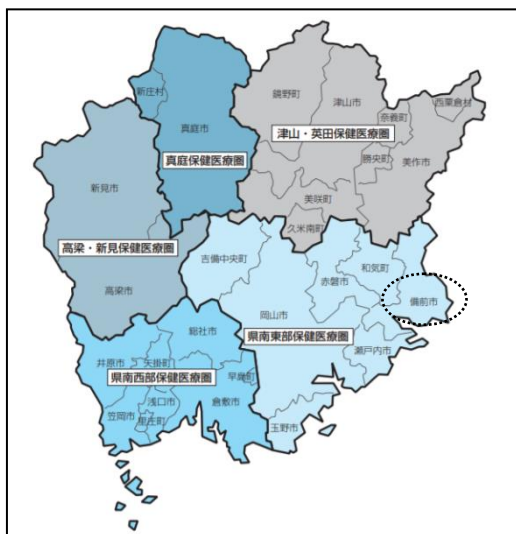 新庄村
真庭市
真庭保健医療圏
鏡野町
津山市
奈義町
西粟倉村
津山・英田保健医療圏
勝央町
美作市
美咲町
久米南町
新見市
高梁・新見保健医療圏
高梁市
吉備中央町
和気町
赤磐市
備前市
岡山市
県南東部保健医療圏
瀬戸内市
玉野市
総社市
井原市
矢掛町
県南西部保健医療圏
早島町
浅口市
倉敷市
笠岡市
里庄町